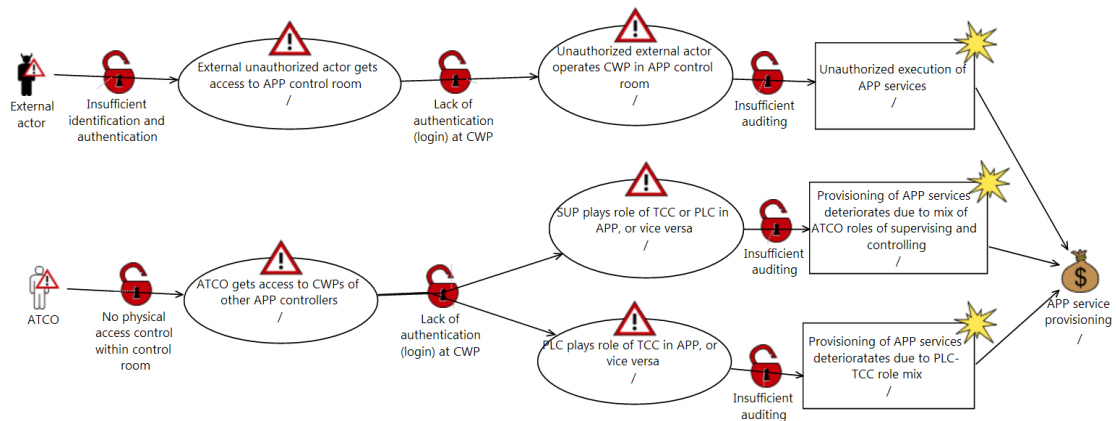 External
actor
Insufficient
identification and
authentication
External unauthorized actor gets
access to APP control room
/
Lack of
authentication
(login) at CWP
Unauthorized external actor
operates CWP in APP control
room
/
Insufficient
auditing
Unauthorized execution of
APP services
/
ATCO
No physical
access control
within control
room
ATCO gets access to CWPs of
other APP controllers
/
Lack of
authentication
(login) at CWP
SUP plays role of TCC or PLC in
APP, or vice versa
/
Insufficient
auditing
Provisioning of APP services
deteriorates due to mix of
ATCO roles of supervising and
controlling
/
PLC plays role of TCC in APP, or
vice versa
/
Insufficient
auditing
Provisioning of APP services
deterioratates due to PLC-
TCC role mix
/
$
APP service
provisioning
/